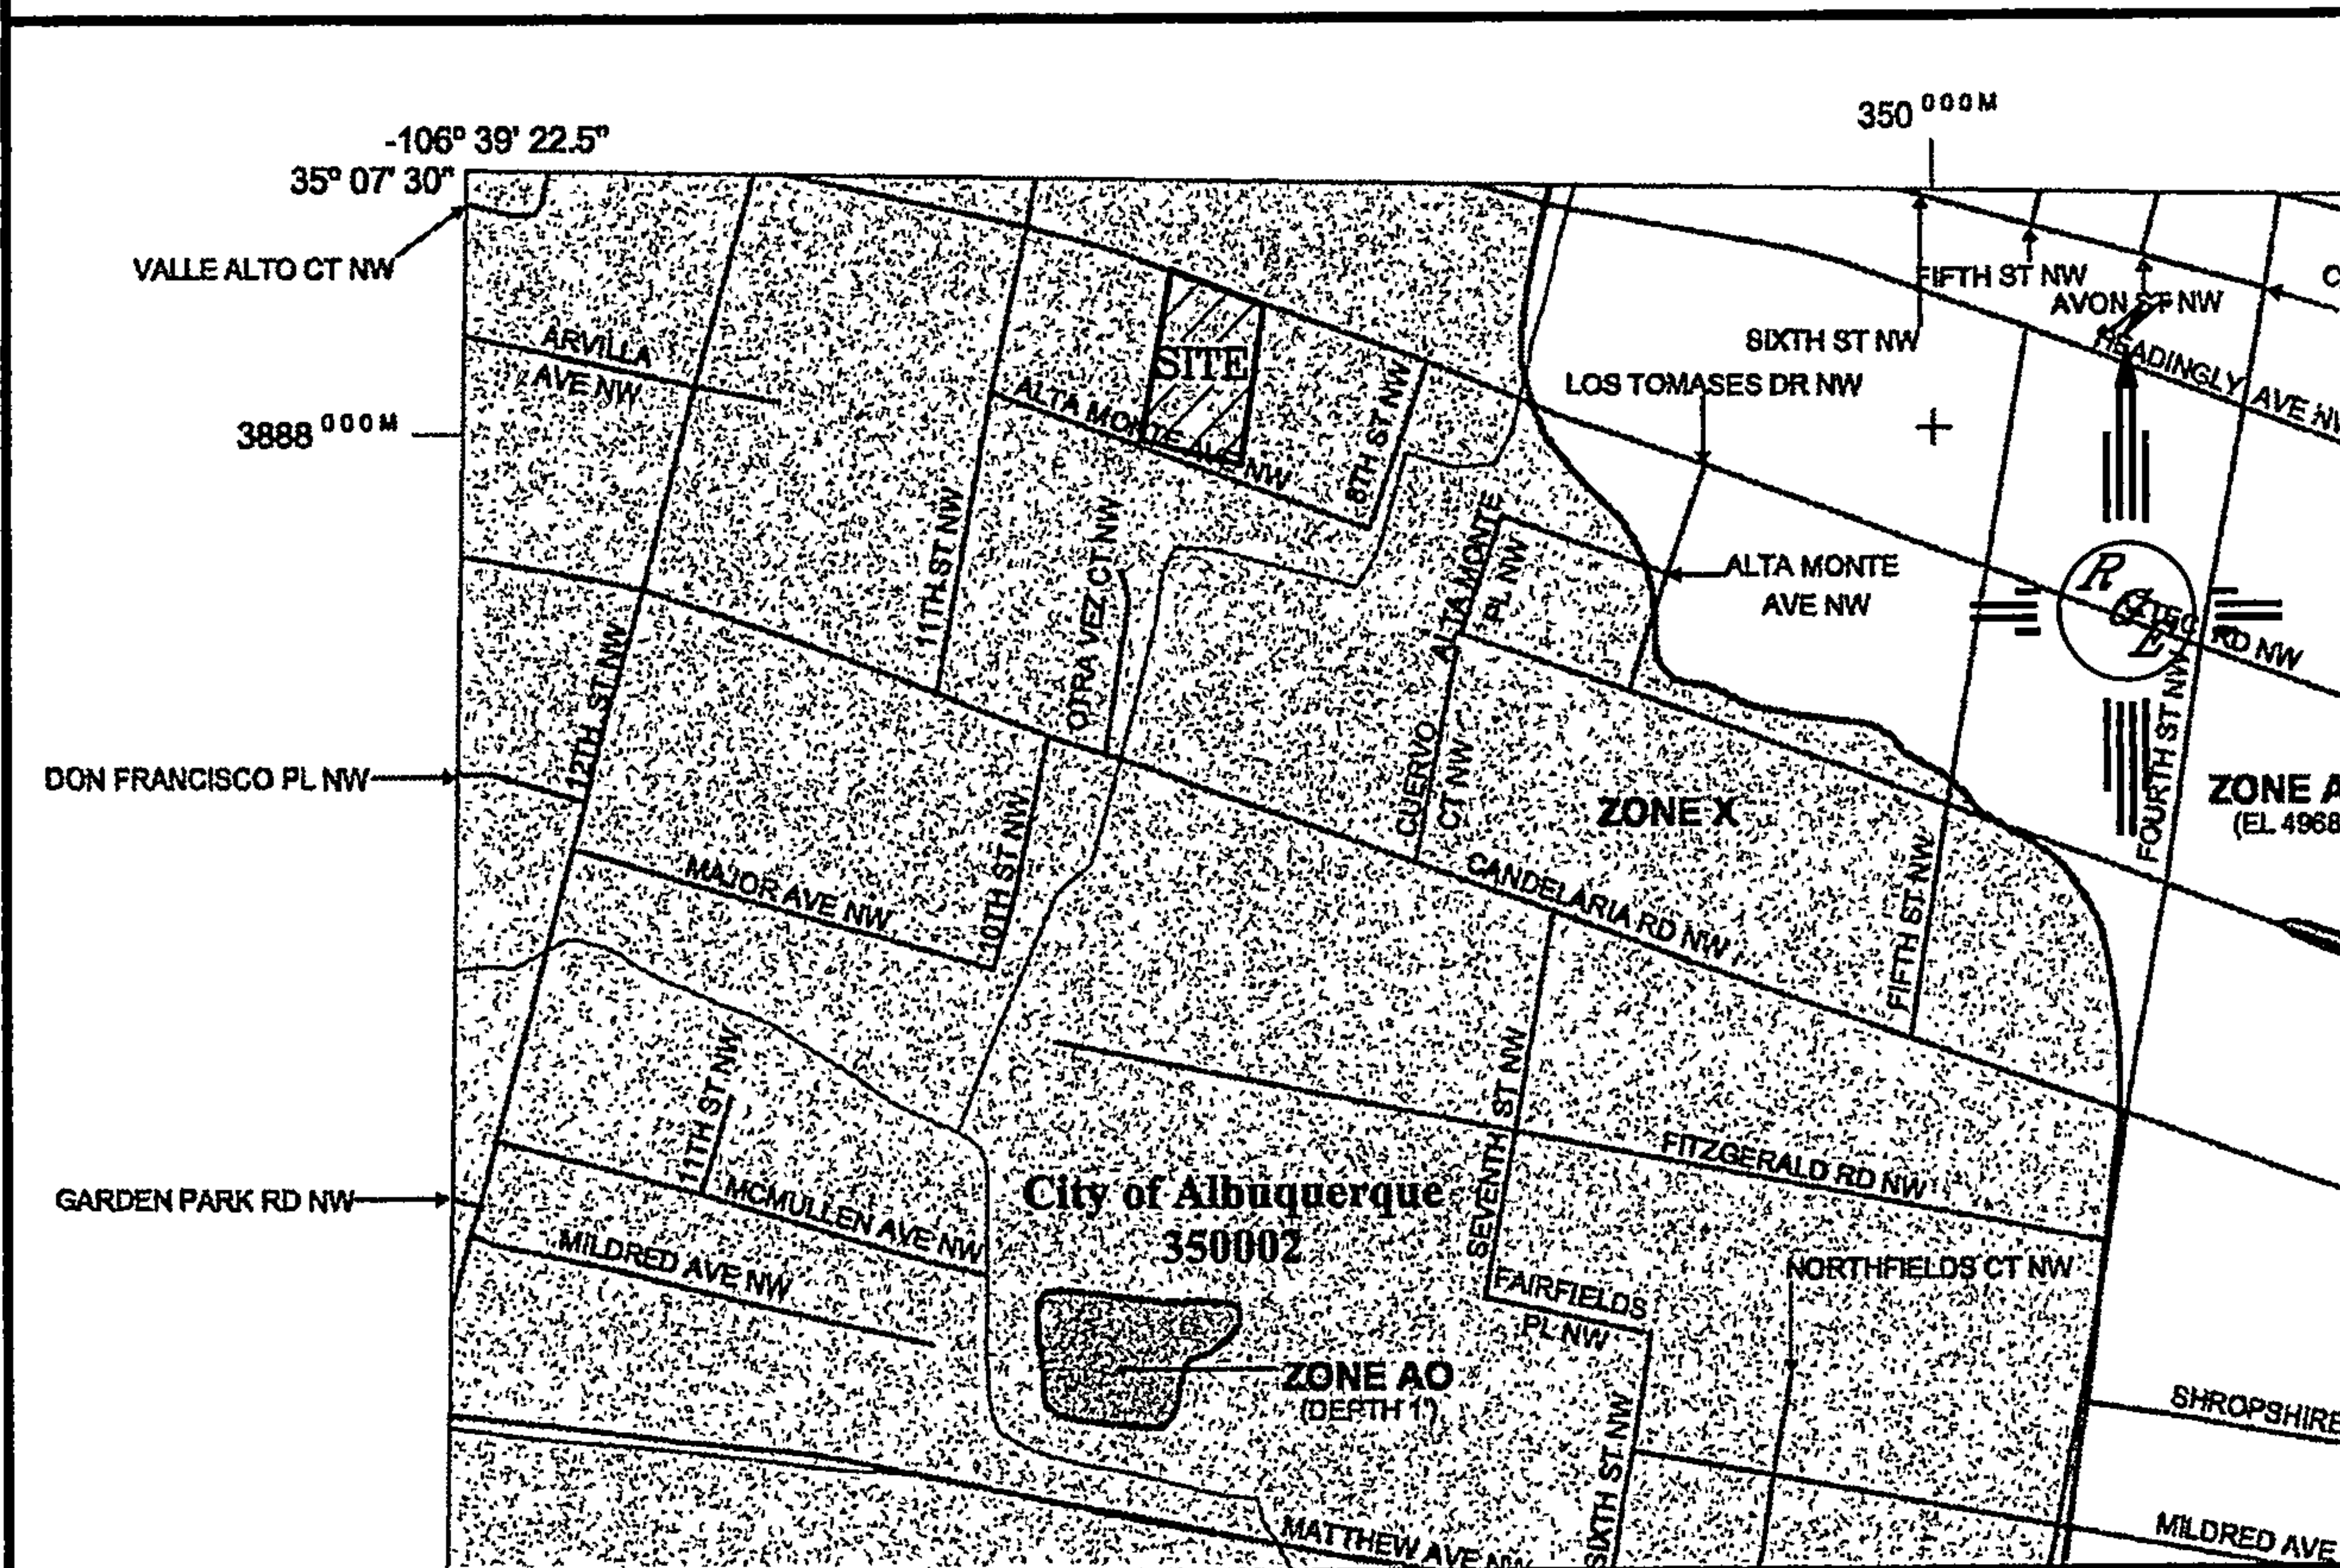 350 000M
-106° 39' 22.5"
35° 07' 30"
VALLE ALTO CT NW
FIFTH ST NW
AVON ST NW
SIXTH ST NW
HEADINGLY AVE NW
ARVILLA
AVE NW
SITE
LOS TOMASES DR NW
ALTA MONTE AVE NW
8TH ST NW
3888 000M
11TH ST NW
OTRA VEZ CT NW
ALTA MONTE
PL NW
ALTA MONTE
AVE NW
R
G
E
RD NW
12TH ST NW
DON FRANCISCO PL NW
CUERVO
CT NW
ZONE X
FOURTH ST NW
ZONE A
(EL 4968
MAJOR AVE NW
10TH ST NW
CANDELARIA RD NW
FIFTH ST NW
11TH ST NW
SEVENTH ST NW
FITZGERALD RD NW
GARDEN PARK RD NW
MCMULLEN AVE NW
City of Albuquerque
350002
MILDRED AVE NW
NORTHFIELDS CT NW
FAIRFIELDS
PL NW
ZONE AO
(DEPTH 1')
SHROPSHIRE
SIXTH ST NW
MATTHEW AVE NW
MILDRED AVE